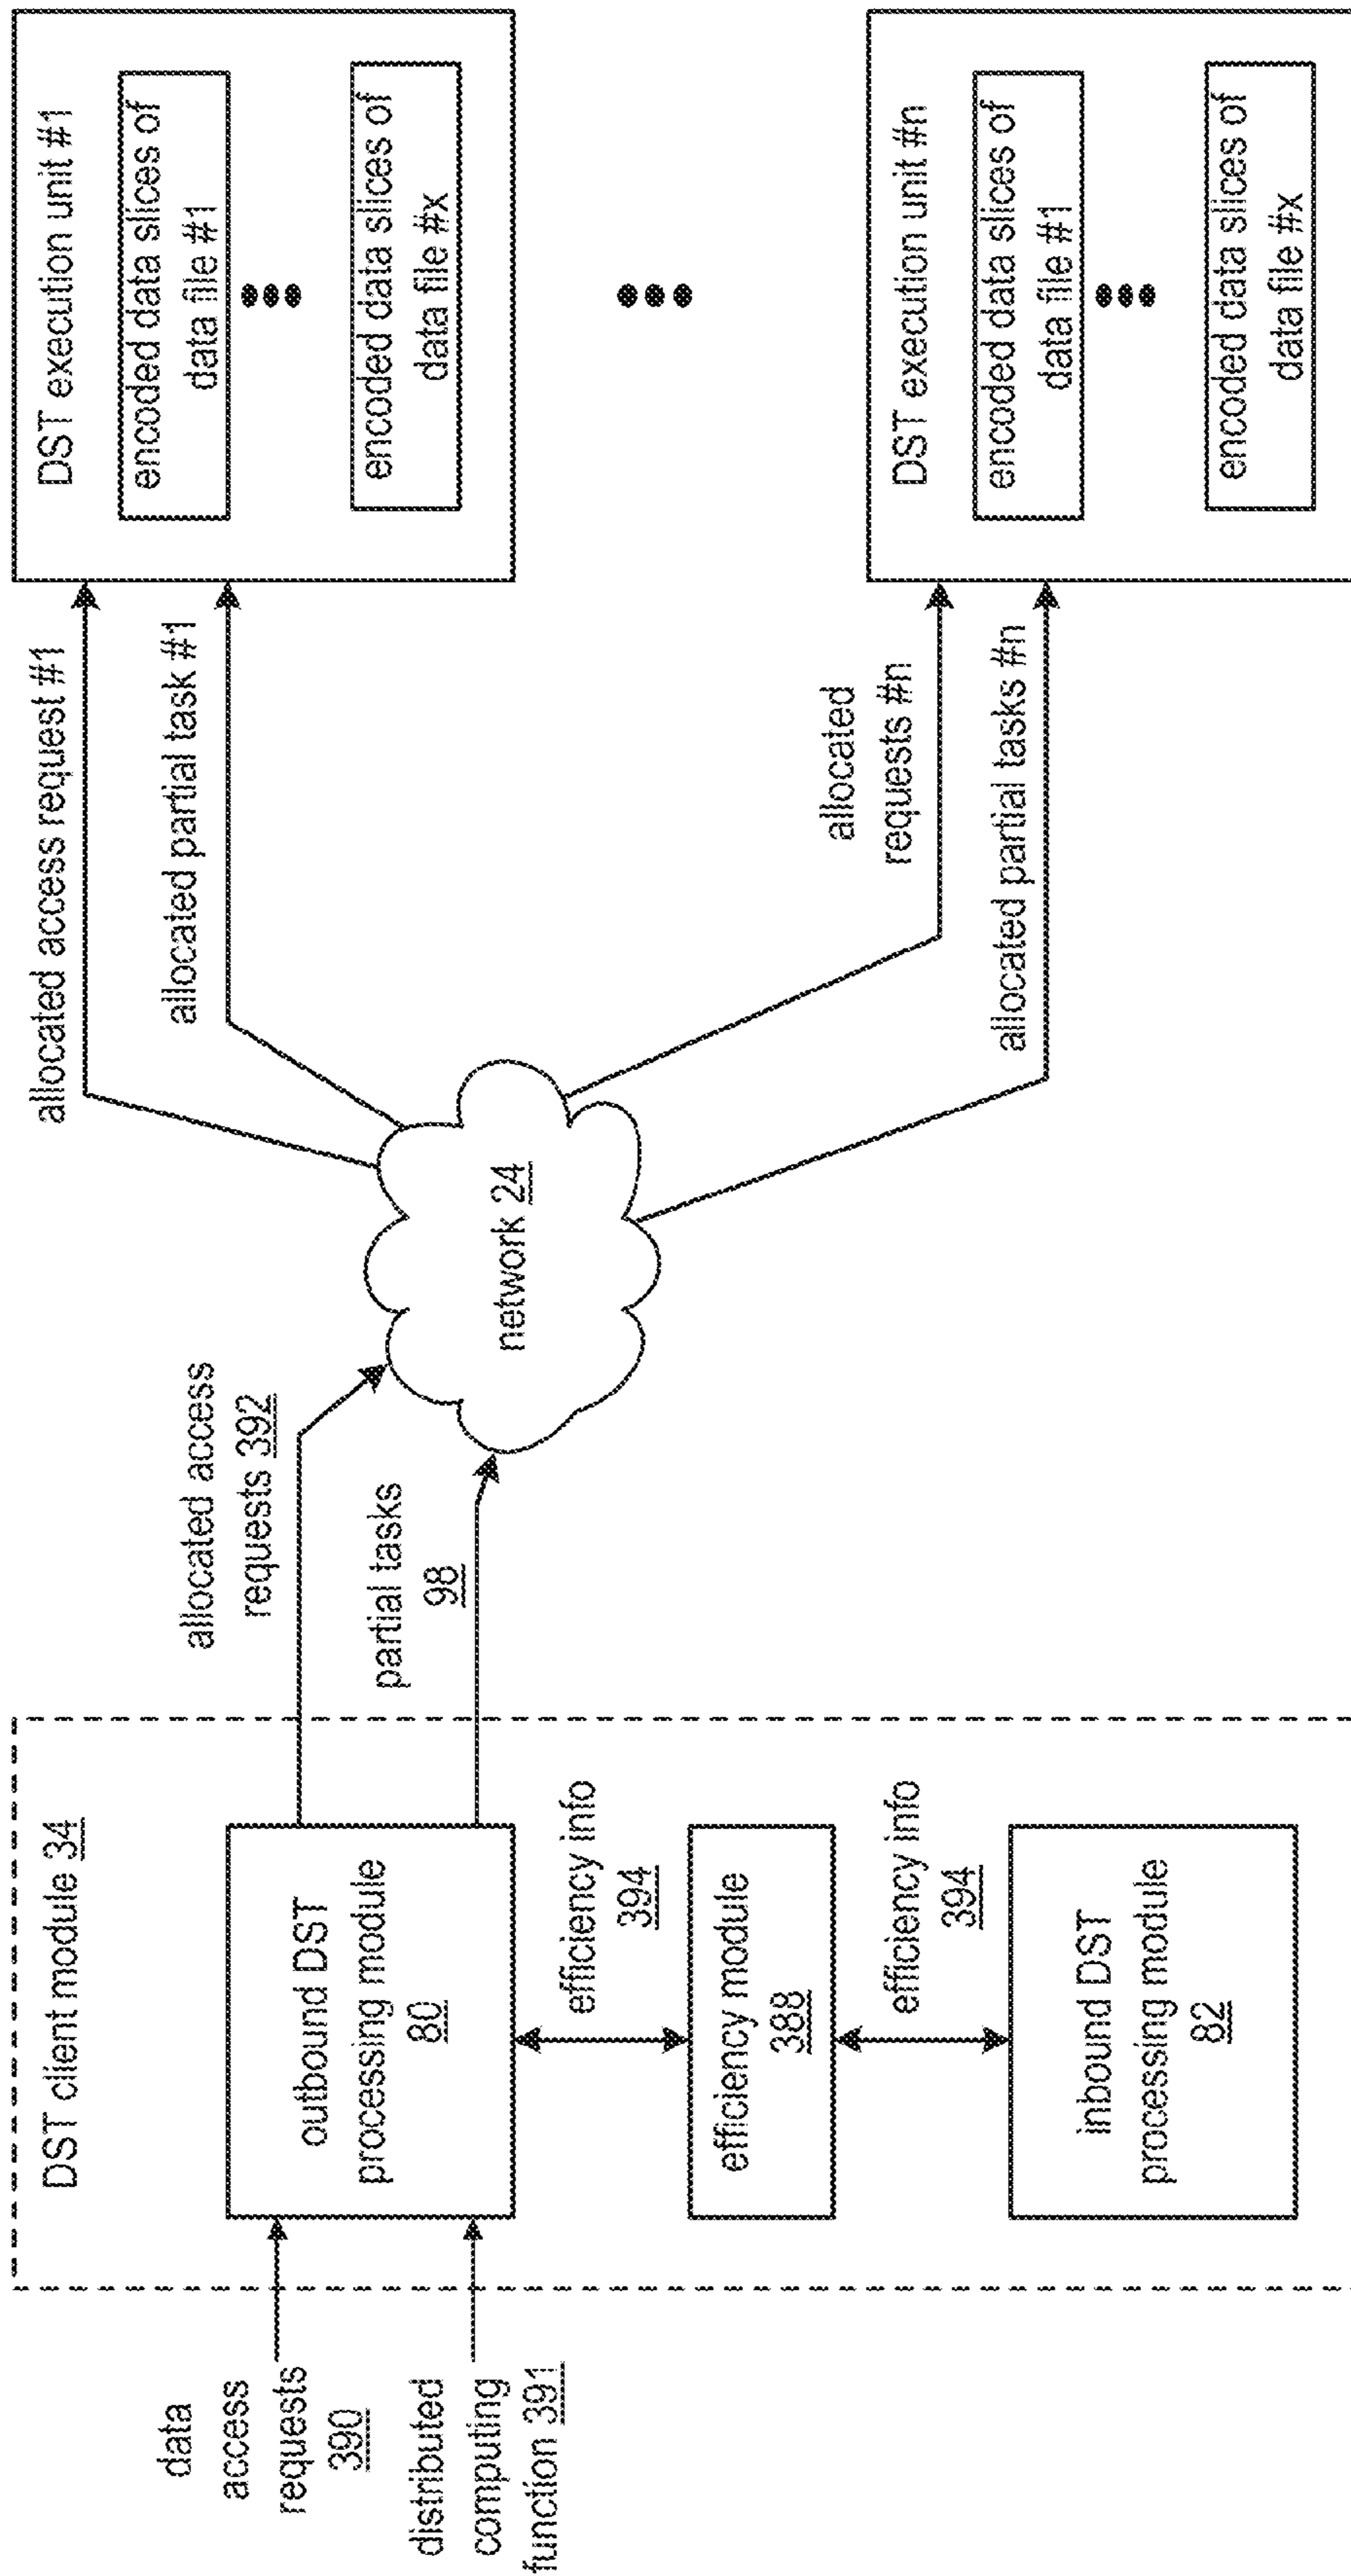 data
access
requests
390
distributed
computing
function 391
DST client module 34
outbound DST
processing module
80
efficiency info
394
efficiency module
388
efficiency info
394
inbound DST
processing module
82
allocated access
requests 392
partial tasks
98
network 24
allocated access request #1
allocated partial task #1
allocated
requests #n
allocated partial tasks #n
DST execution unit #1
encoded data slices of
data file #1
encoded data slices of
data file #x
DST execution unit #n
encoded data slices of
data file #1
encoded data slices of
data file #x